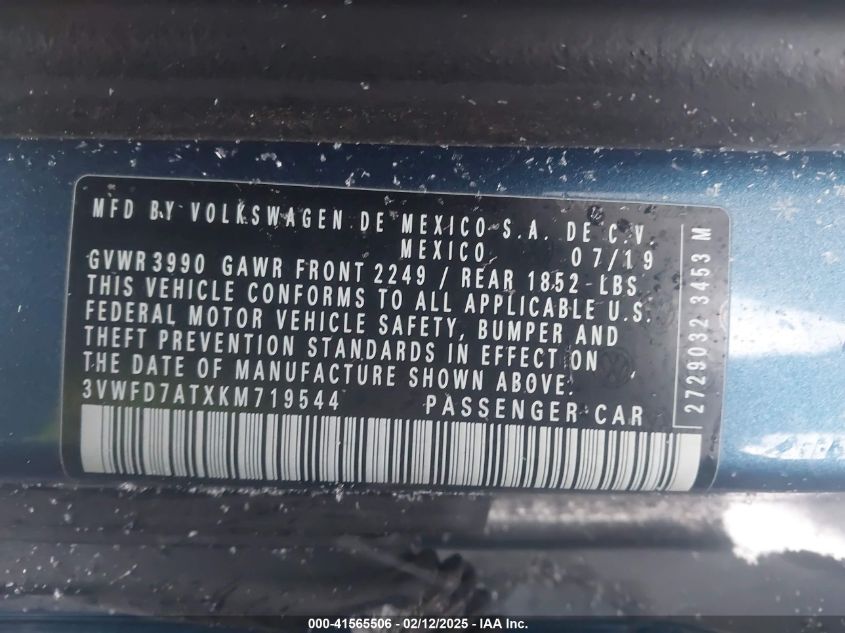 MFD BY VOLKSWAGEN DE MEXICO S.A. DE C.V.
MEXICO 07/19
GVWR 3990 GAWR FRONT 2249 / REAR 1852 LBS
THIS VEHICLE CONFORMS TO ALL APPLICABLE U.S.
FEDERAL MOTOR VEHICLE SAFETY, BUMPER AND
THEFT PREVENTION STANDARDS IN EFFECT ON
THE DATE OF MANUFACTURE SHOWN ABOVE.
3VWFD7ATXKM719544 PASSENGER CAR
2729032 3453 M
000-41565506 - 02/12/2025 - IAA Inc.